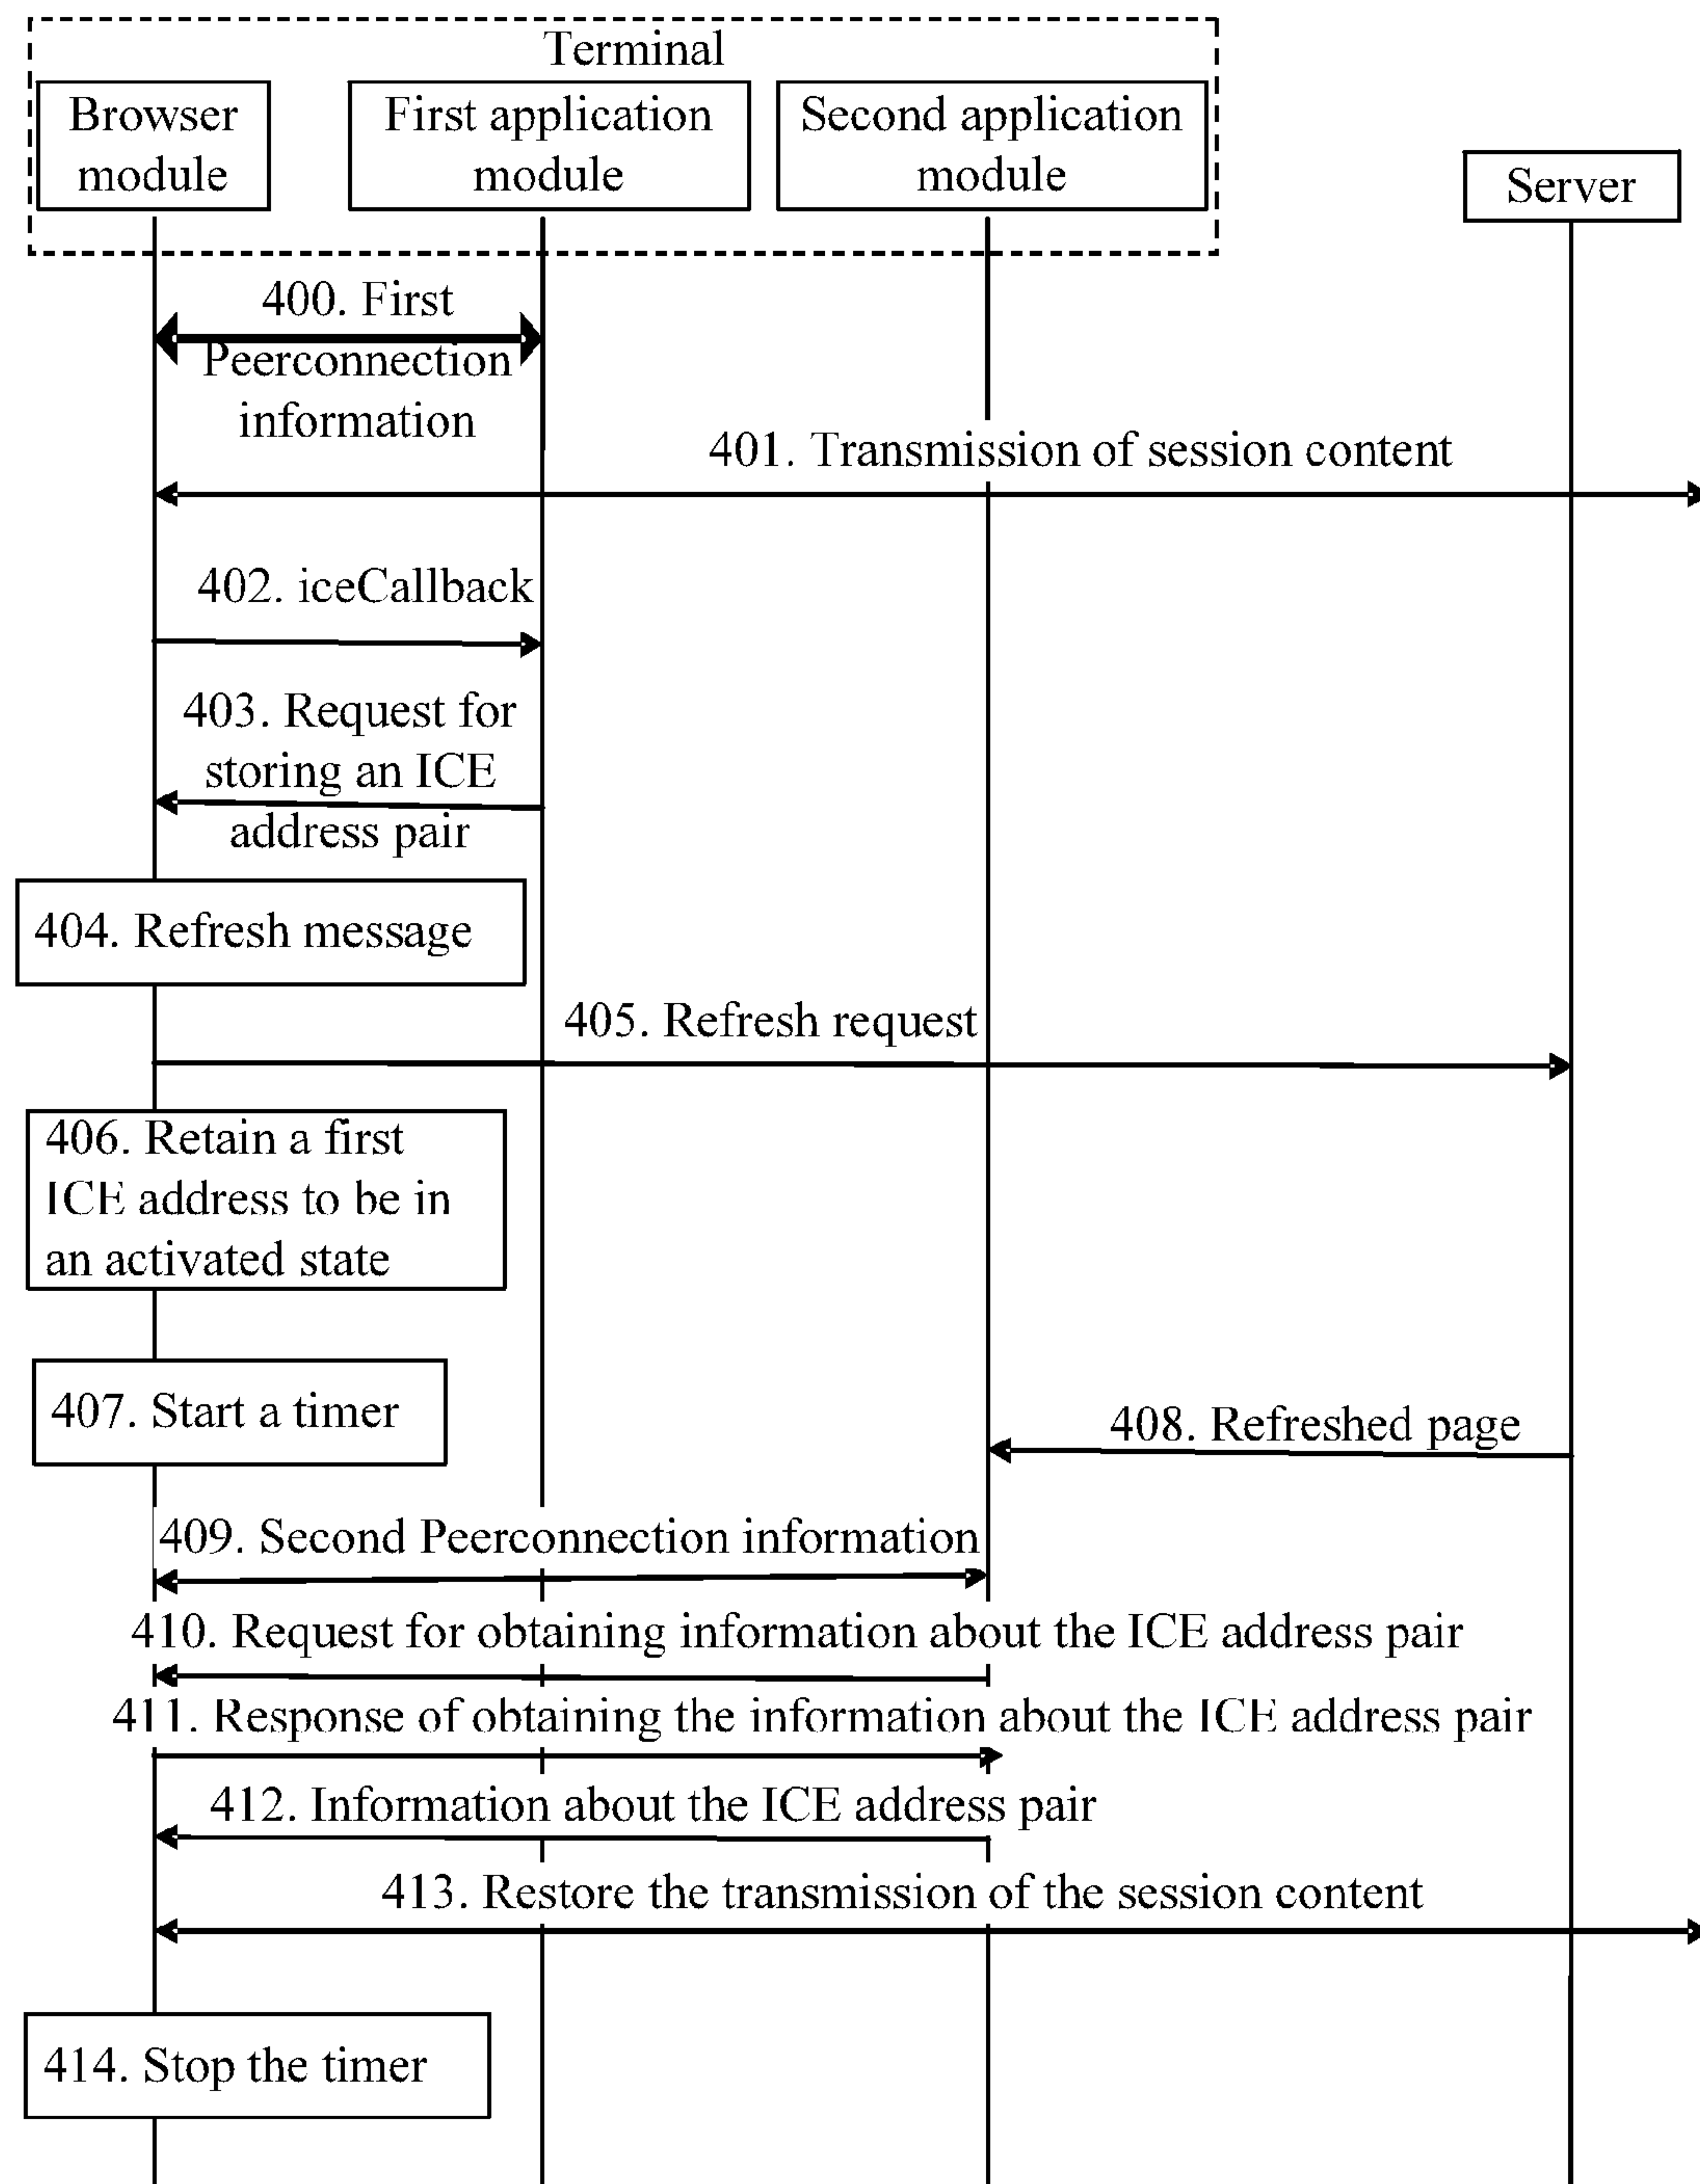 Terminal
Browser
module
First application
module
Second application
module
Server
400. First
Peerconnection
information
401. Transmission of session content
402. iceCallback
403. Request for
storing an ICE
address pair
404. Refresh message
405. Refresh request
406. Retain a first
ICE address to be in
an activated state
407. Start a timer
408. Refreshed page
409. Second Peerconnection information
410. Request for obtaining information about the ICE address pair
411. Response of obtaining the information about the ICE address pair
412. Information about the ICE address pair
413. Restore the transmission of the session content
414. Stop the timer